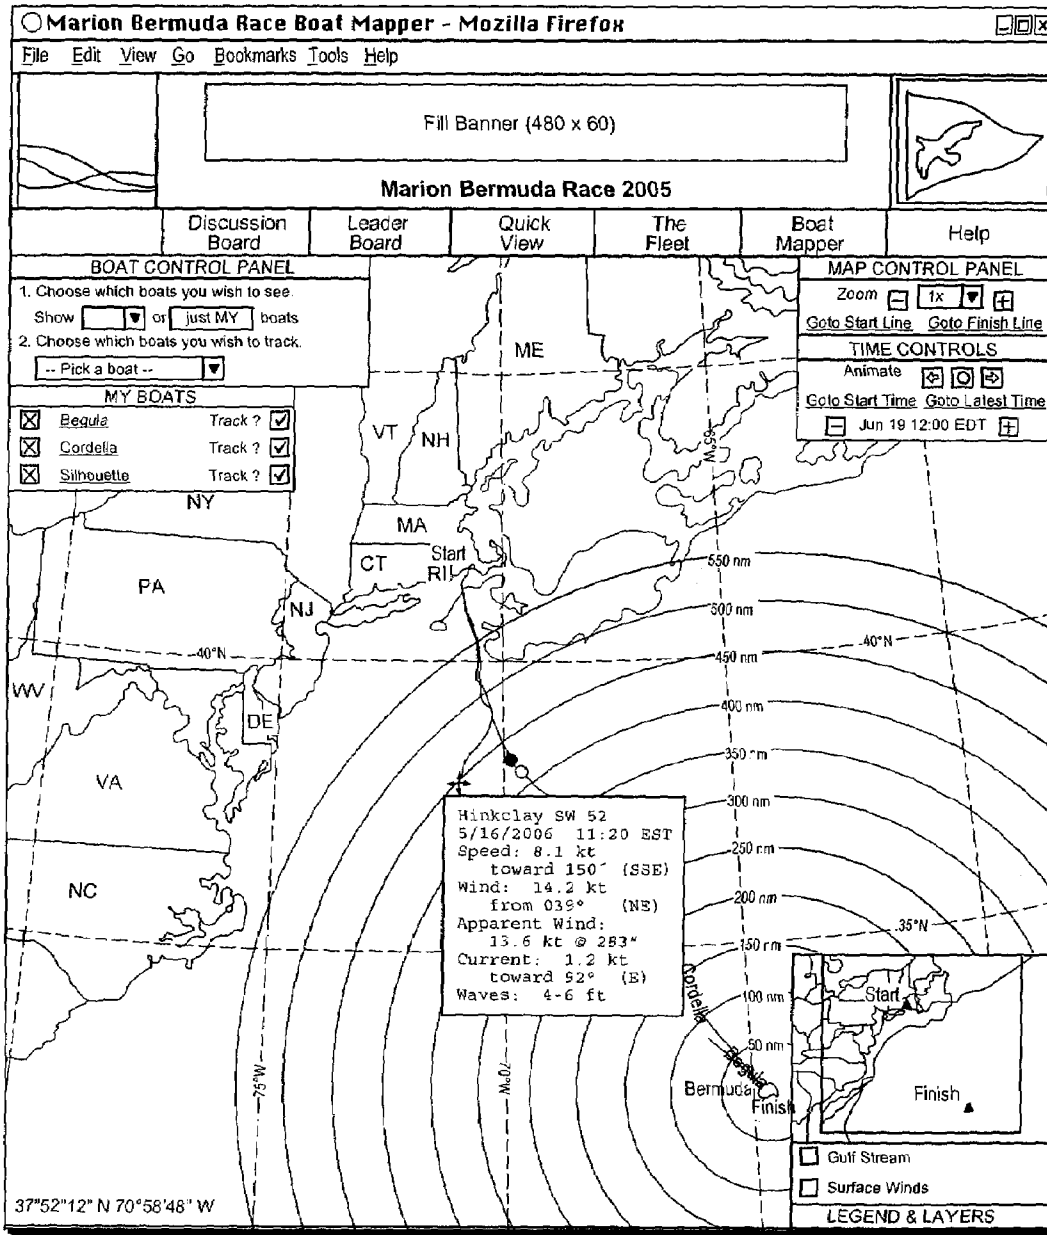 Marion Bermuda Race Boat Mapper - Mozilla Firefox
File Edit View Go Bookmarks Tools Help
Fill Banner (480 x 60)
Marion Bermuda Race 2005
Discussion Board
Leader Board
Quick View
The Fleet
Boat Mapper
Help
BOAT CONTROL PANEL
1. Choose which boats you wish to see.
Show or just MY boats
2. Choose which boats you wish to track.
-- Pick a boat --
MY BOATS
Begula Track ?
Cordella Track ?
Silhouette Track ?
MAP CONTROL PANEL
Zoom 1x
Goto Start Line Goto Finish Line
TIME CONTROLS
Animate
Goto Start Time Goto Latest Time
Jun 19 12:00 EDT
ME
VT
NH
65°W
NY
MA
Start
CT
RI
PA
NJ
550 nm
500 nm
40°N
40°N
450 nm
WV
DE
400 nm
350 nm
VA
300 nm
Hinkclay SW 52
5/16/2006 11:20 EST
Speed: 8.1 kt
toward 150° (SSE)
Wind: 14.2 kt
from 039° (NE)
Apparent Wind:
13.6 kt @ 283°
Current: 1.2 kt
toward 92° (E)
Waves: 4-6 ft
250 nm
NC
200 nm
35°N
150 nm
Cordella
100 nm
50 nm
Begula
75°W
70°W
Bermuda
Finish
Start
Finish
Gulf Stream
Surface Winds
LEGEND & LAYERS
37"52"12" N 70°58'48" W